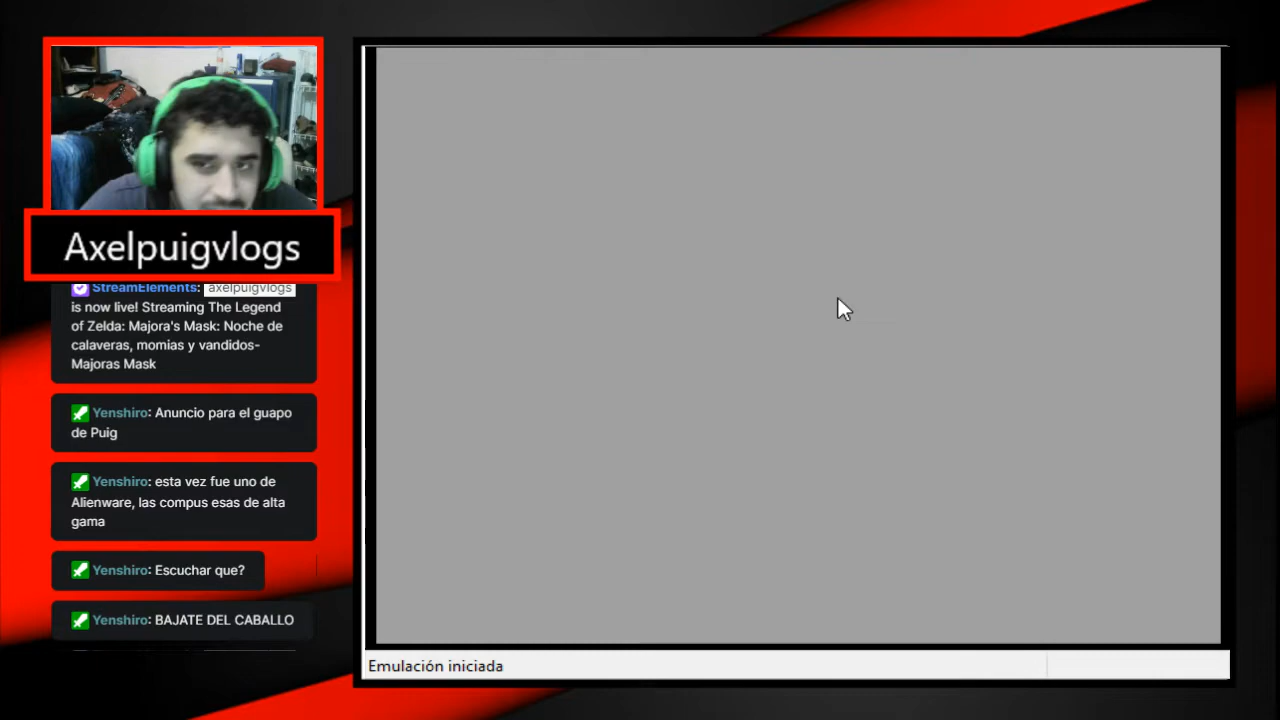 Axelpuigvlogs
StreamElements: axelpuigvlogs
is now live! Streaming The Legend
of Zelda: Majora's Mask: Noche de
calaveras, momias y vandidos-
Majoras Mask
Yenshiro: Anuncio para el guapo
de Puig
Yenshiro: esta vez fue uno de
Alienware, las compus esas de alta
gama
Yenshiro: Escuchar que?
Yenshiro: BAJATE DEL CABALLO
Emulación iniciada